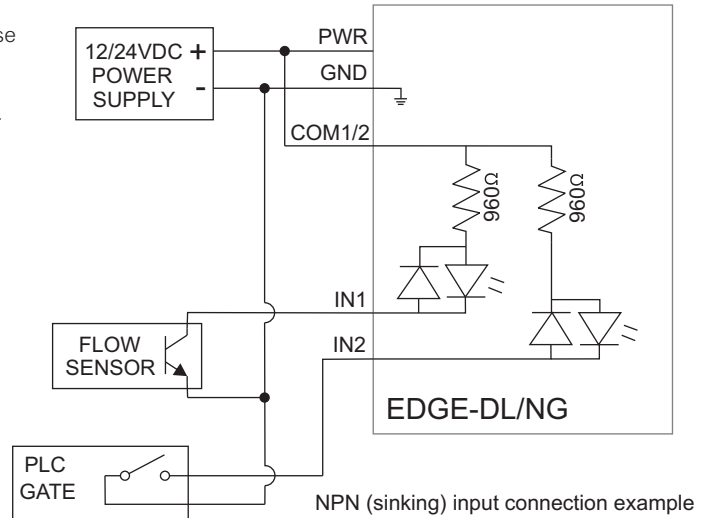 se
.
12/24VDC +
POWER
SUPPLY -
PWR
GND
COM1/2
960Ω
960Ω
IN1
FLOW
SENSOR
IN2
EDGE-DL/NG
PLC
GATE
NPN (sinking) input connection example